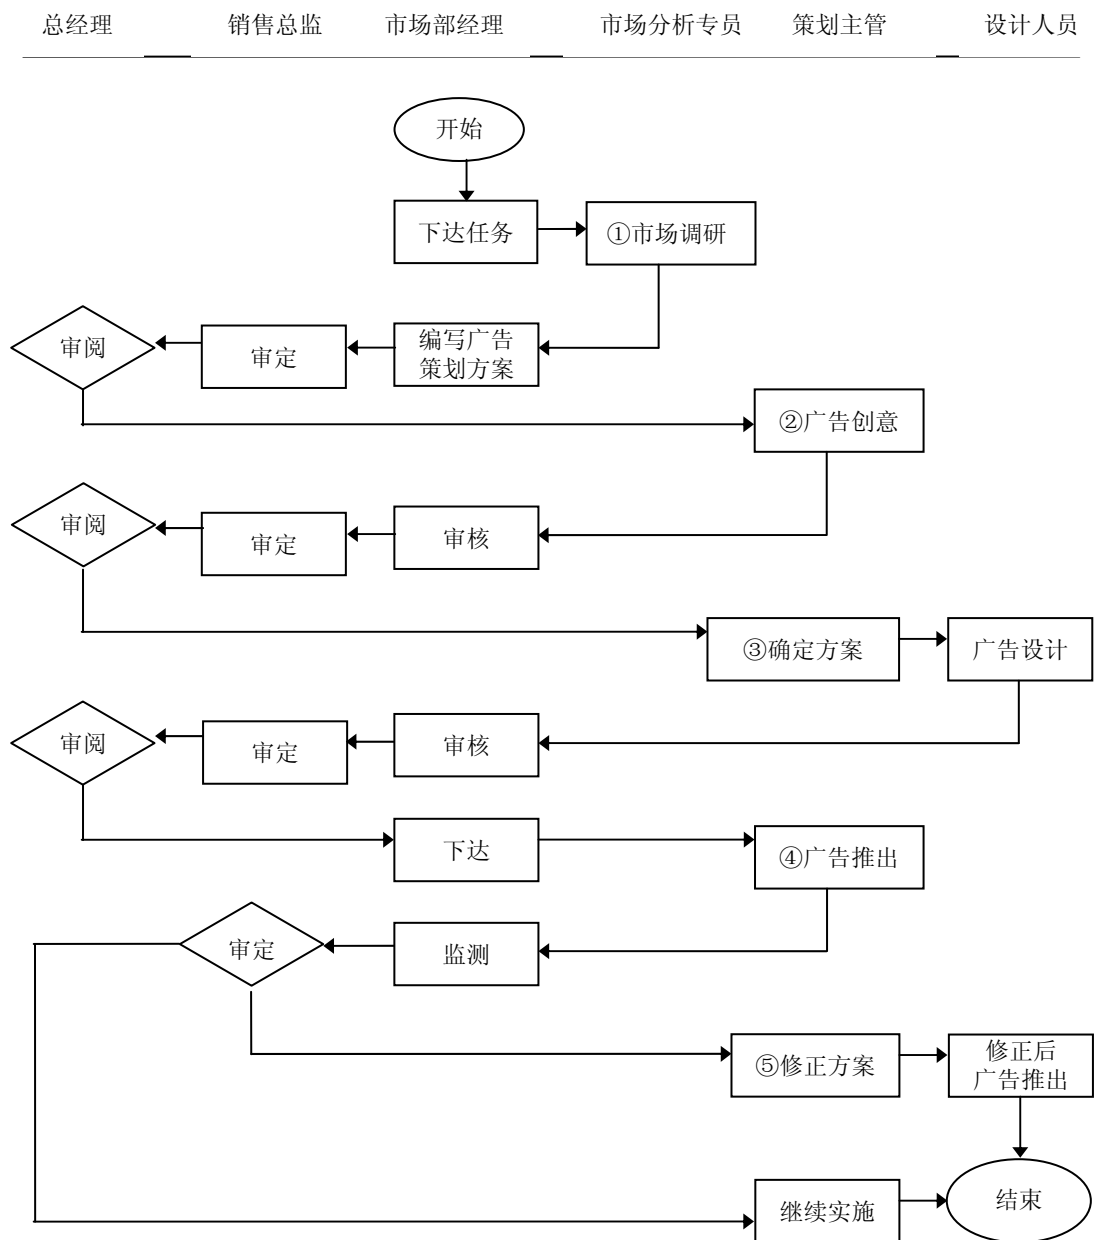 总经理 销售总监 市场部经理 市场分析专员 策划主管 设计人员
开始
下达任务 ①市场调研
审阅 审定 编写广告
策划方案
②广告创意
审阅 审定 审核
③确定方案 广告设计
审阅 审定 审核
下达 ④广告推出
审定 监测
⑤修正方案 修正后
广告推出
继续实施 结束